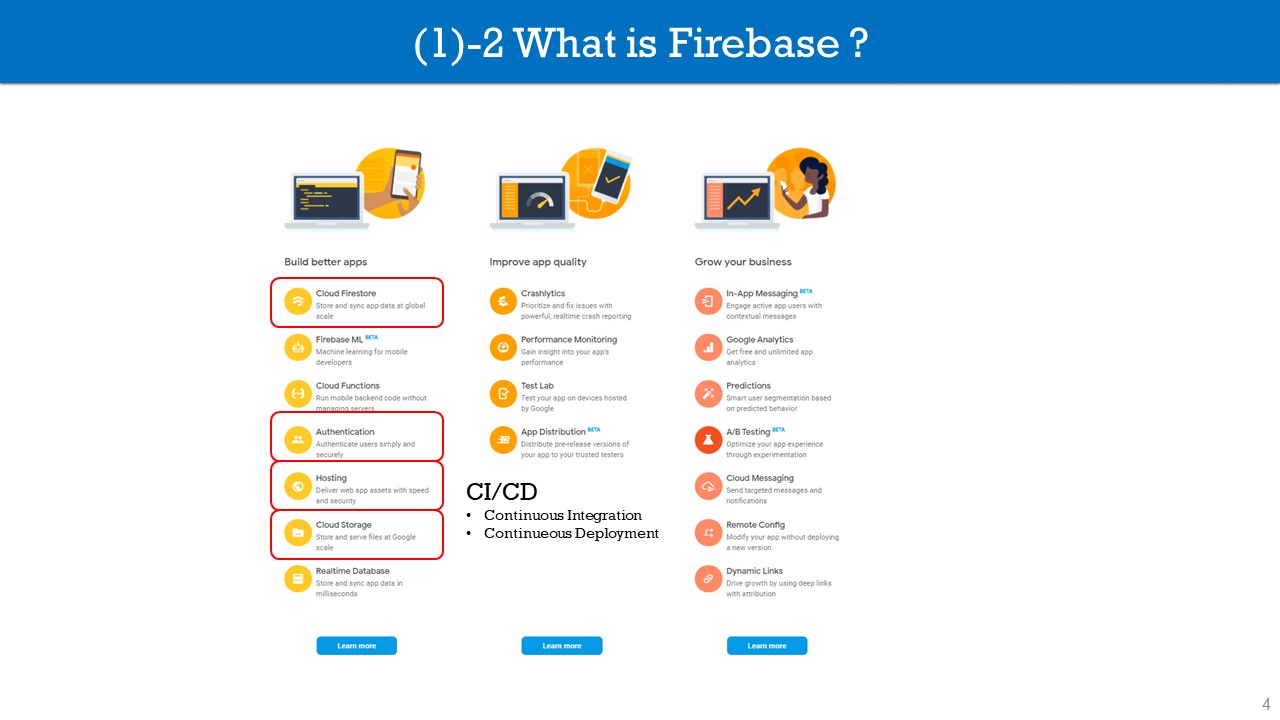 (1)-2 What is Firebase ?
Build better apps
Cloud Firestore
Store and sync app data at global
scale
Firebase ML BETA
Machine learning for mobile
developers
Cloud Functions
Run mobile backend code without
managing servers
Authentication
Authenticate users simply and
securely
Hosting
Deliver web app assets with speed
and security
Cloud Storage
Store and serve files at Google
scale
Realtime Database
Store and sync app data in
milliseconds
Learn more
Improve app quality
Crashlytics
Prioritize and fix issues with
powerful, realtime crash reporting
Performance Monitoring
Gain insight into your app's
performance
Test Lab
Test your app on devices hosted
by Google
App Distribution BETA
Distribute pre-release versions of
your app to your trusted testers
CI/CD
• Continuous Integration
• Continueous Deployment
Learn more
Grow your business
In-App Messaging BETA
Engage active app users with
contextual messages
Google Analytics
Get free and unlimited app
analytics
Predictions
Smart user segmentation based
on predicted behavior
A/B Testing BETA
Optimize your app experience
through experimentation
Cloud Messaging
Send targeted messages and
notifications
Remote Config
Modify your app without deploying
a new version
Dynamic Links
Drive growth by using deep links
with attribution
Learn more
4